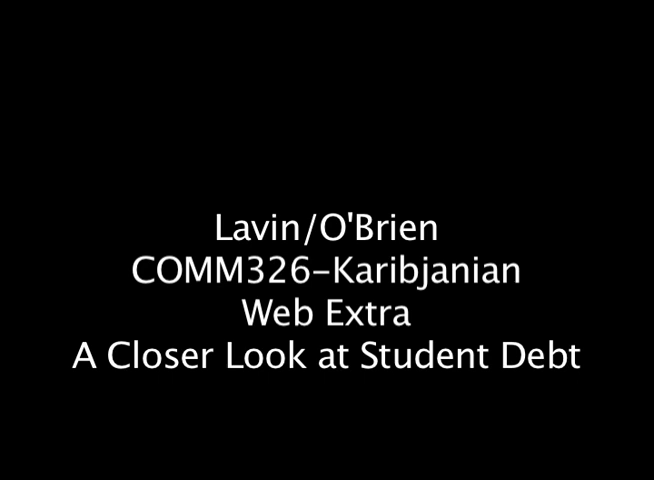 Lavin/O'Brien
COMM326-Karibjanian
Web Extra
A Closer Look at Student Debt